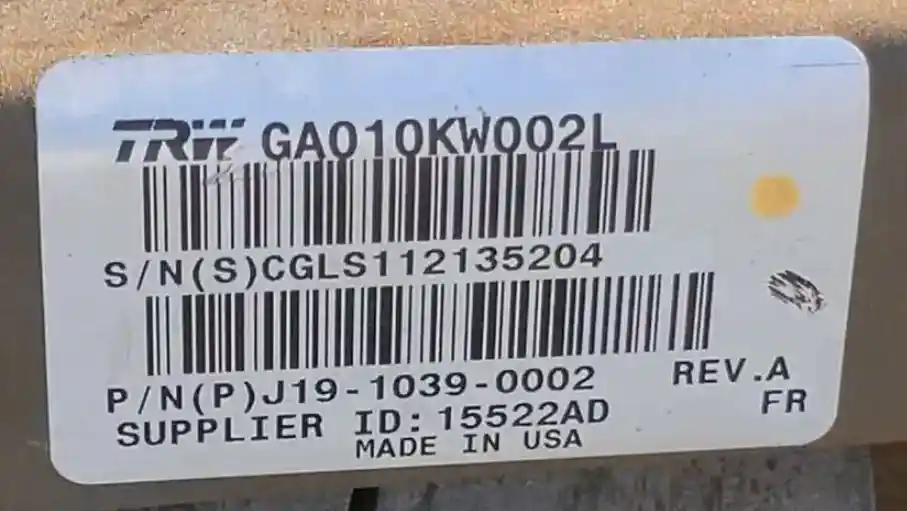 TRW GA010KW002L
S/N(S)CGLS112135204
P/N(P)J19-1039-0002 REV.A
SUPPLIER ID:15522AD FR
MADE IN USA